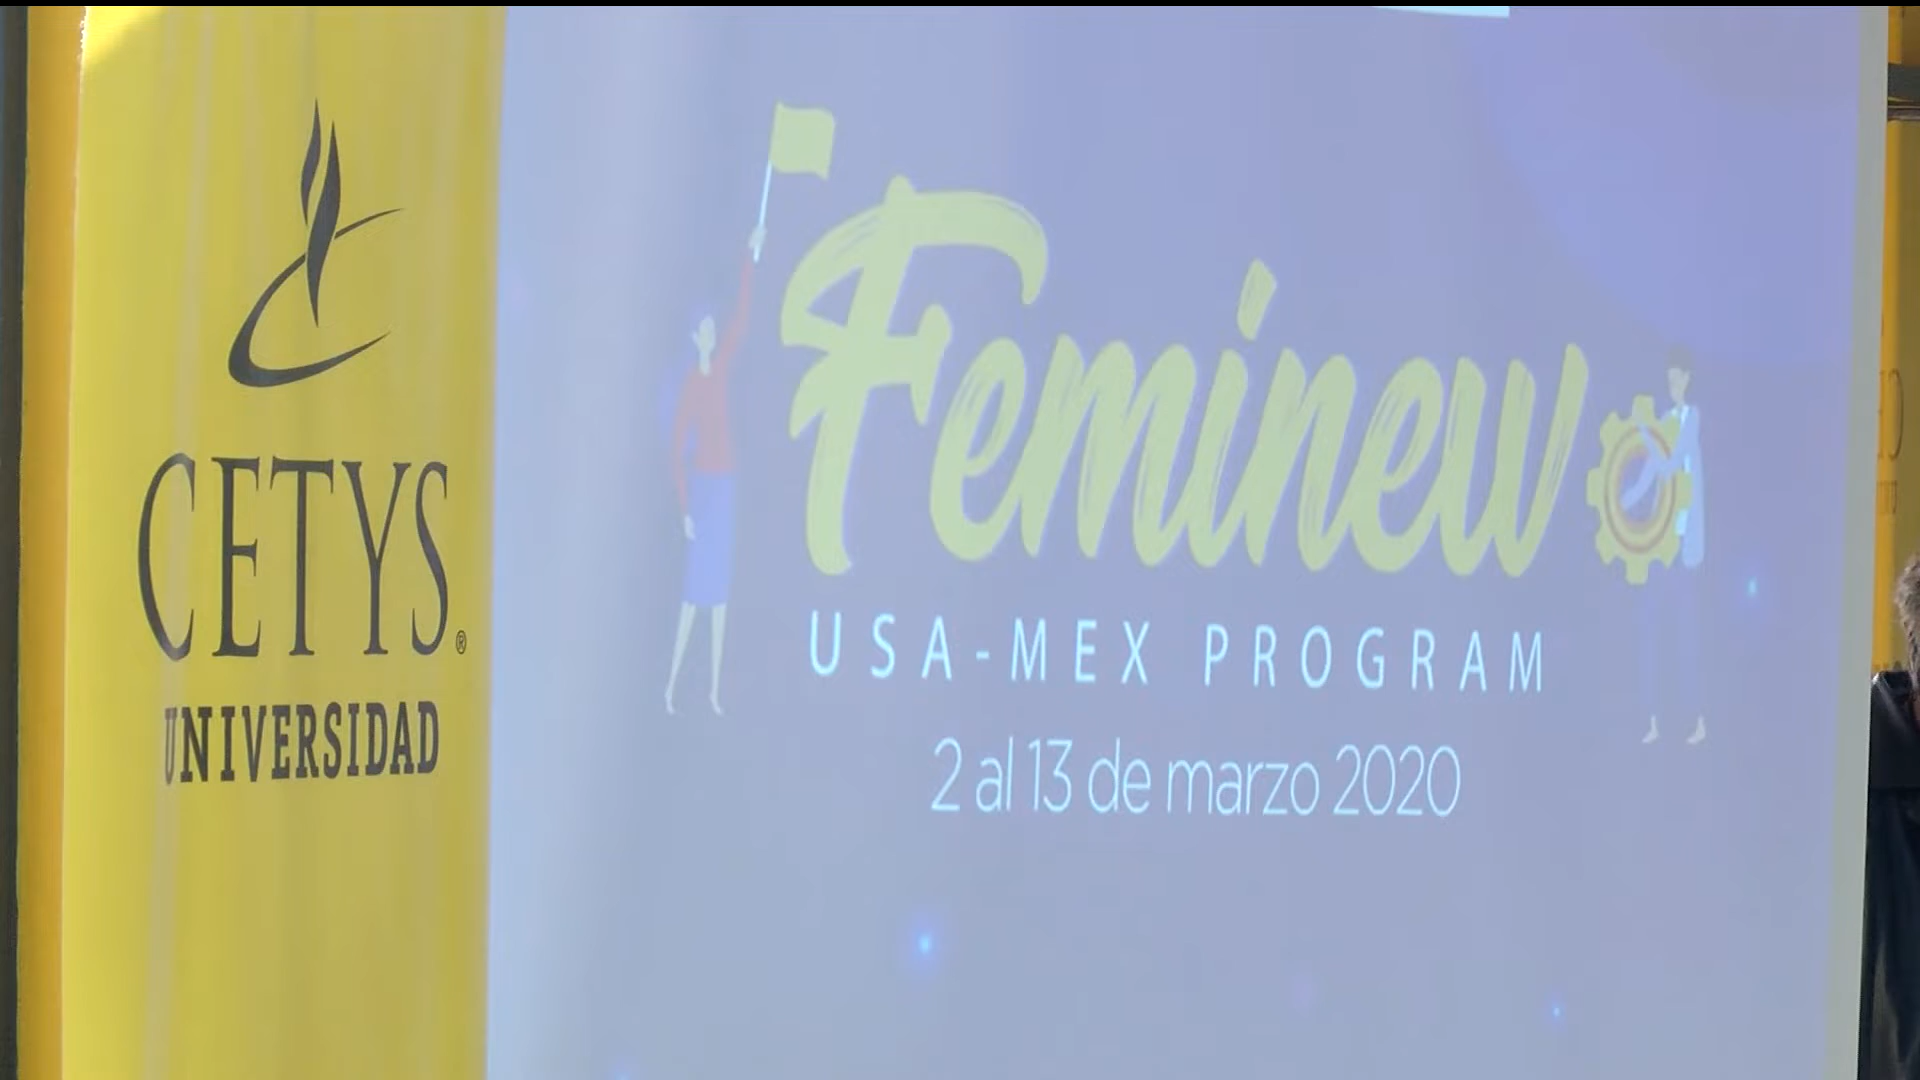 CETYS®
UNIVERSIDAD
Feminew
USA-MEX PROGRAM
2 al 13 de marzo 2020